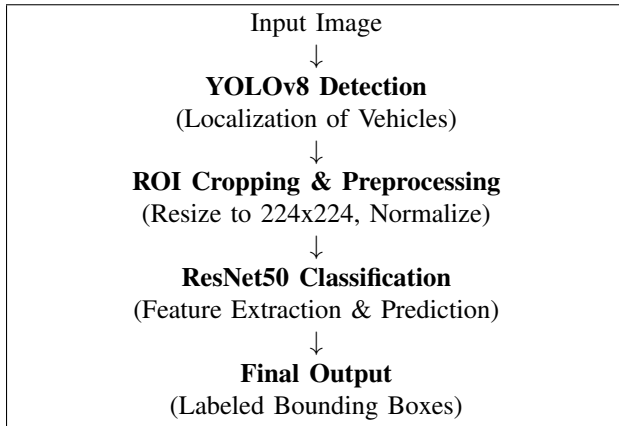 Input Image
↓
YOLOv8 Detection
(Localization of Vehicles)
↓
ROI Cropping & Preprocessing
(Resize to 224x224, Normalize)
↓
ResNet50 Classification
(Feature Extraction & Prediction)
↓
Final Output
(Labeled Bounding Boxes)